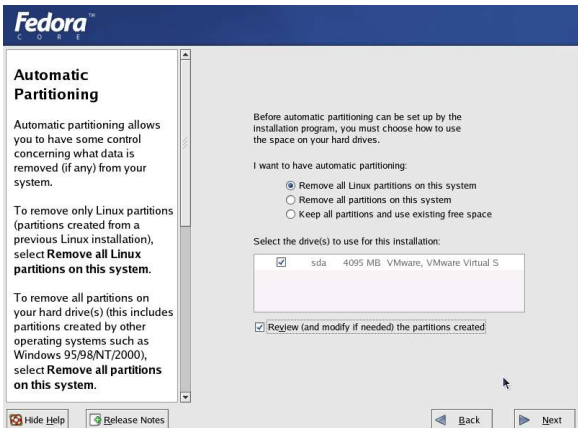 Fedora™
CORE
Automatic
Partitioning
Automatic partitioning allows
you to have some control
concerning what data is
removed (if any) from your
system.
To remove only Linux partitions
(partitions created from a
previous Linux installation),
select Remove all Linux
partitions on this system.
To remove all partitions on
your hard drive(s) (this includes
partitions created by other
operating systems such as
Windows 95/98/NT/2000),
select Remove all partitions
on this system.
Before automatic partitioning can be set up by the
installation program, you must choose how to use
the space on your hard drives.
I want to have automatic partitioning:
Remove all Linux partitions on this system
Remove all partitions on this system
Keep all partitions and use existing free space
Select the drive(s) to use for this installation:
sda 4095 MB VMware, VMware Virtual S
Review (and modify if needed) the partitions created
Hide Help
Release Notes
Back
Next